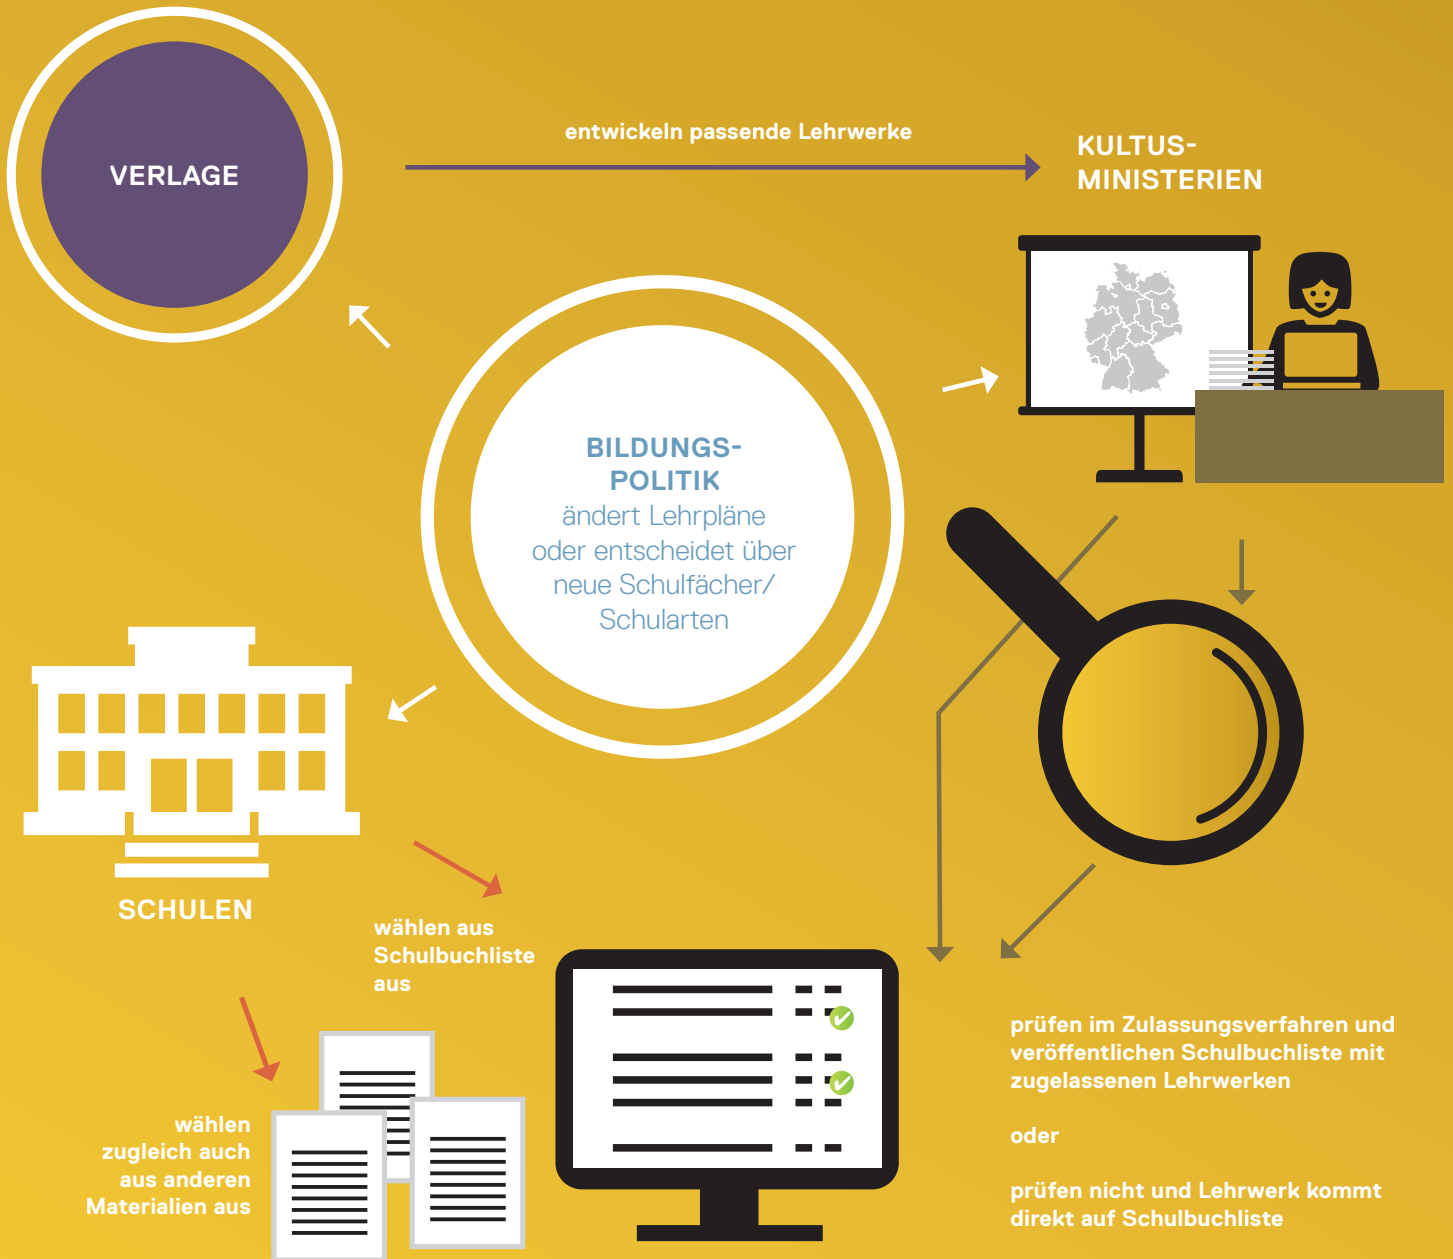 VERLAGE
entwickeln passende Lehrwerke
KULTUS-
MINISTERIEN
BILDUNGS-
POLITIK
ändert Lehrpläne
oder entscheidet über
neue Schulfächer/
Schularten
SCHULEN
wählen aus
Schulbuchliste
aus
wählen
zugleich auch
aus anderen
Materialien aus
prüfen im Zulassungsverfahren und
veröffentlichen Schulbuchliste mit
zugelassenen Lehrwerken
oder
prüfen nicht und Lehrwerk kommt
direkt auf Schulbuchliste